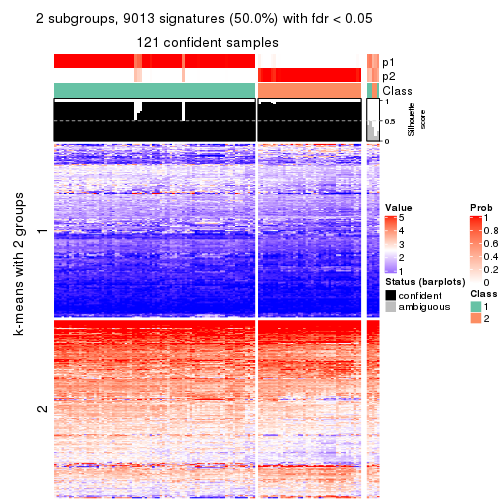 2 subgroups, 9013 signatures (50.0%) with fdr < 0.05
121 confident samples
p1
p2
Class
1
0.5
0
Silhouette
score
k-means with 2 groups
1
2
Value
5
4
3
2
1
Status (barplots)
confident
ambiguous
Prob
1
0.8
0.6
0.4
0.2
0
Class
1
2